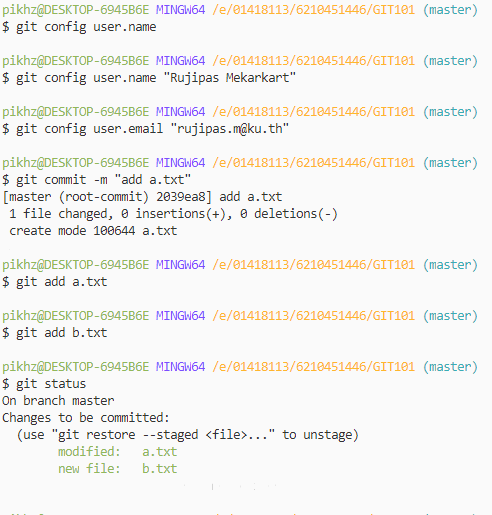 pikhz@DESKTOP-6945B6E MINGW64 /e/01418113/6210451446/GIT101 (master)
$ git config user.name
pikhz@DESKTOP-6945B6E MINGW64 /e/01418113/6210451446/GIT101 (master)
$ git config user.name "Rujipas Mekarkart"
pikhz@DESKTOP-6945B6E MINGW64 /e/01418113/6210451446/GIT101 (master)
$ git config user.email "rujipas.m@ku.th"
pikhz@DESKTOP-6945B6E MINGW64 /e/01418113/6210451446/GIT101 (master)
$ git commit -m "add a.txt"
[master (root-commit) 2039ea8] add a.txt
 1 file changed, 0 insertions(+), 0 deletions(-)
 create mode 100644 a.txt
pikhz@DESKTOP-6945B6E MINGW64 /e/01418113/6210451446/GIT101 (master)
$ git add a.txt
pikhz@DESKTOP-6945B6E MINGW64 /e/01418113/6210451446/GIT101 (master)
$ git add b.txt
pikhz@DESKTOP-6945B6E MINGW64 /e/01418113/6210451446/GIT101 (master)
$ git status
On branch master
Changes to be committed:
  (use "git restore --staged <file>..." to unstage)
        modified:   a.txt
        new file:   b.txt